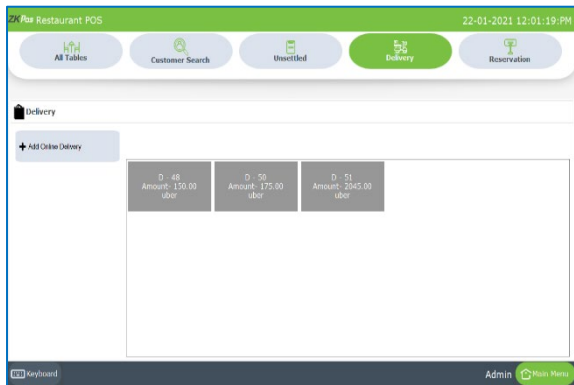 ZKPos Restaurant POS
22-01-2021 12:01:19:PM
All Tables
Customer Search
Unsettled
Delivery
Reservation
Delivery
+ Add Online Delivery
D - 48
Amount- 150.00
uber
D - 50
Amount- 175.00
uber
D - 51
Amount- 2045.00
uber
Keyboard
Admin
Main Menu